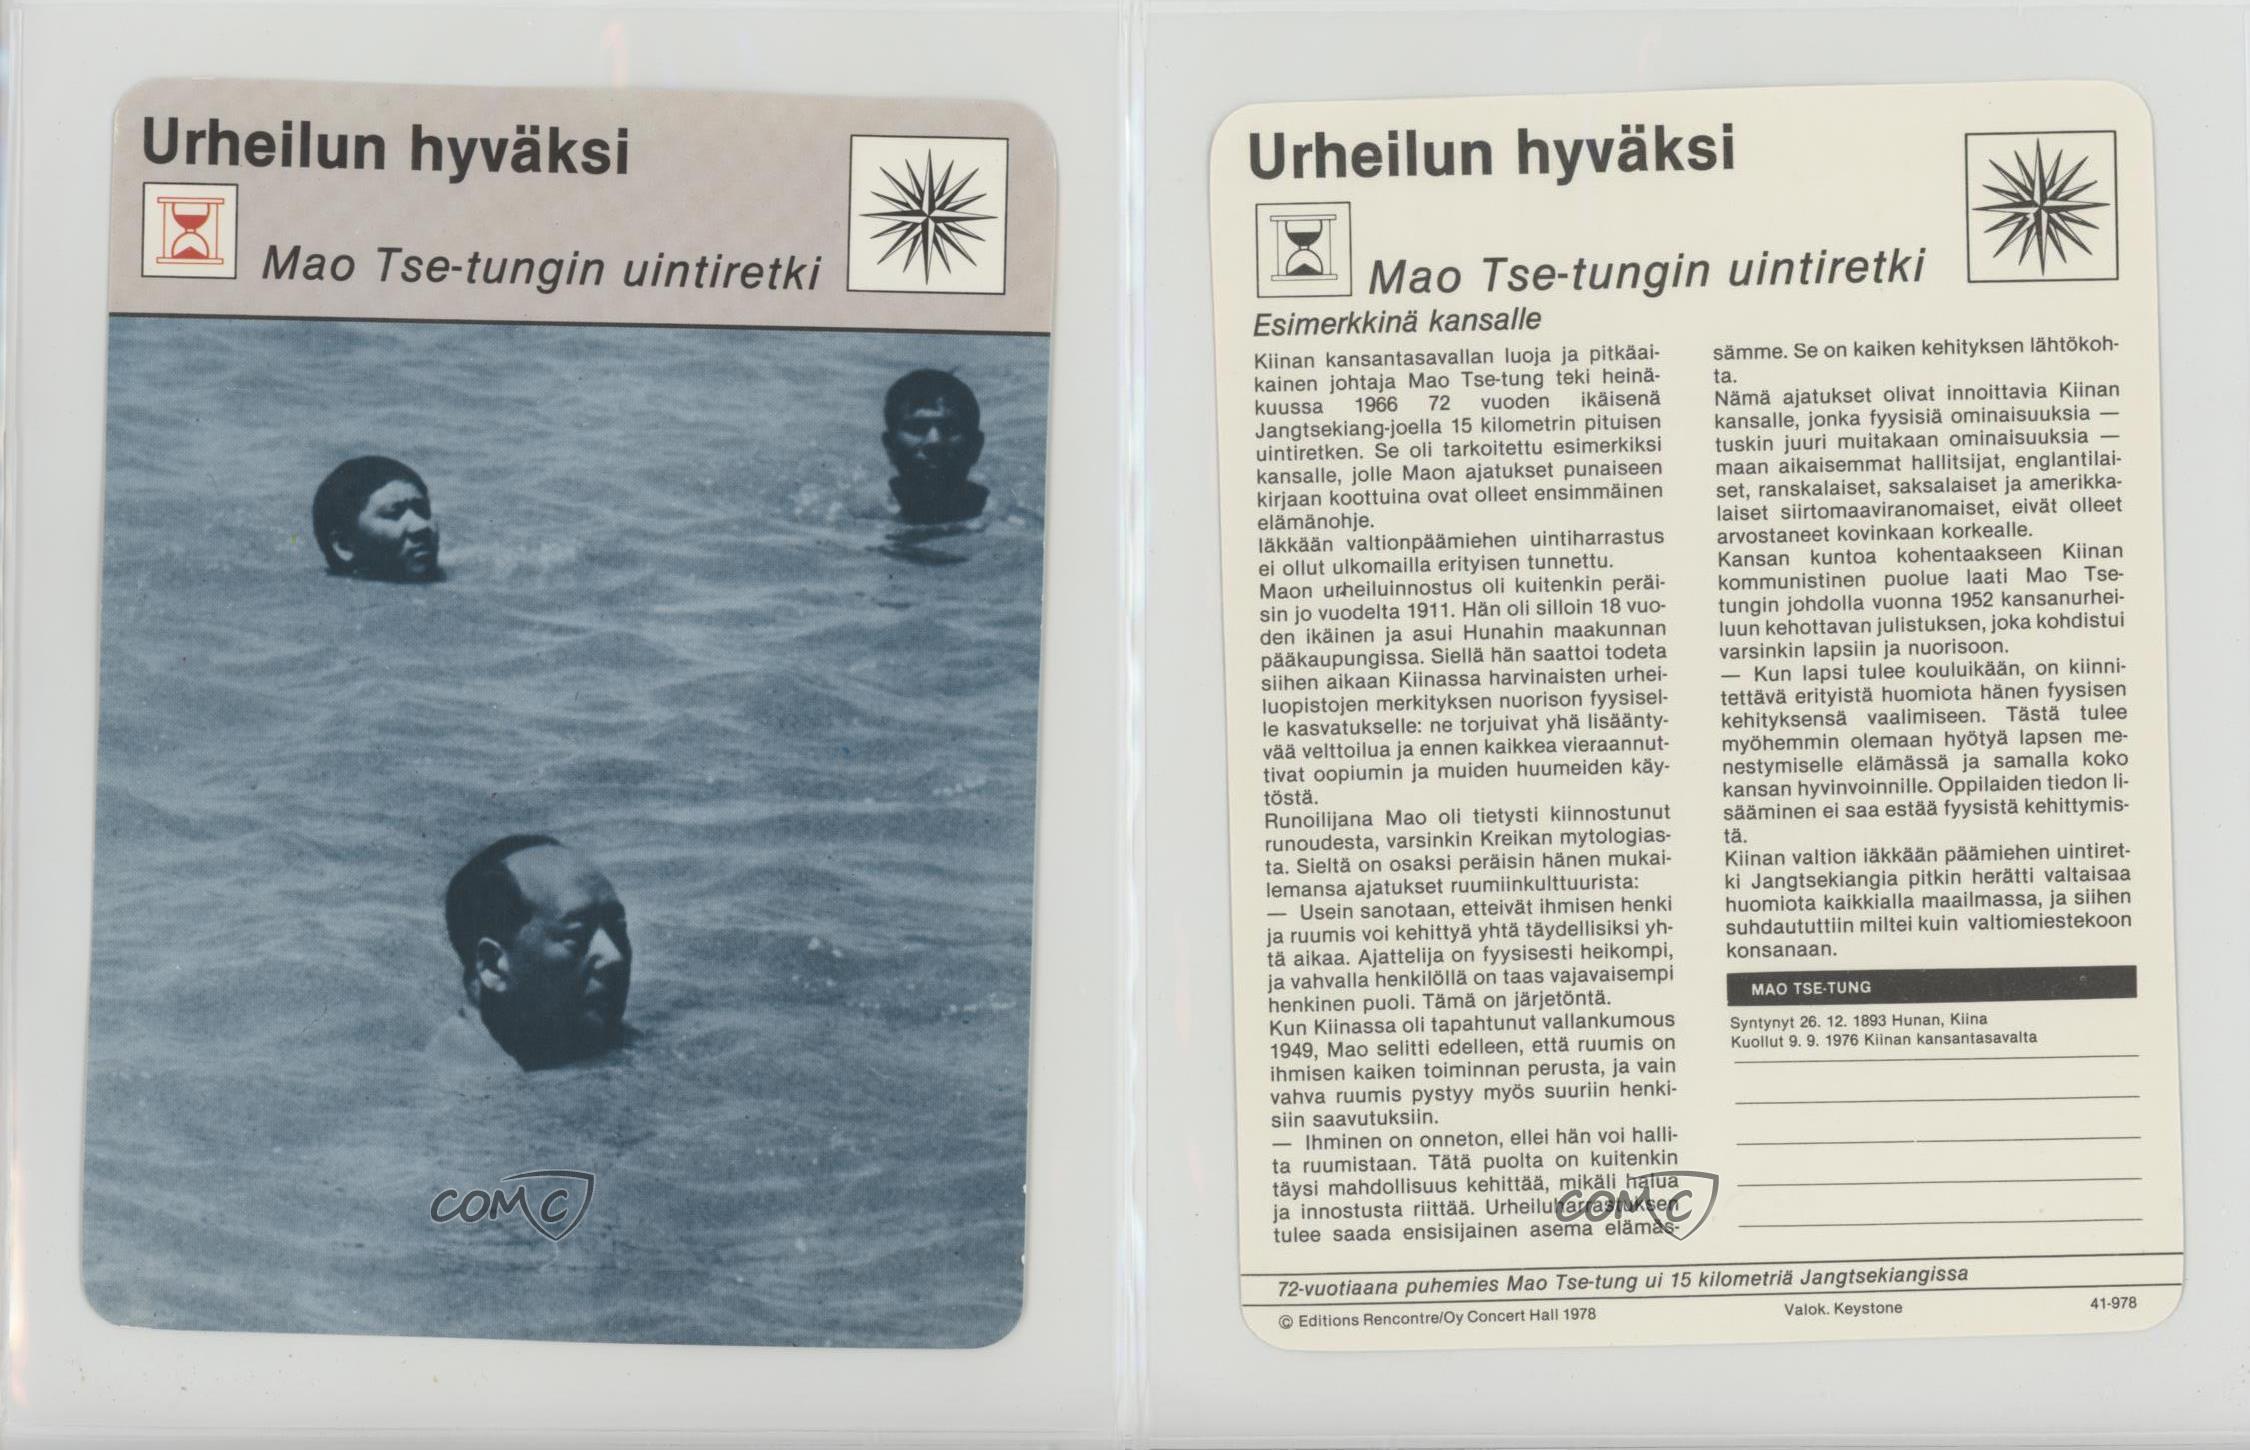 Urheilun hyväksi
Mao Tse-tungin uintiretki
COMC
Urheilun hyväksi
Mao Tse-tungin uintiretki
Esimerkkinä kansalle
Kiinan kansantasavallan luoja ja pitkäai-
kainen johtaja Mao Tse-tung teki heinä-
kuussa 1966 72 vuoden ikäisenä
Jangtsekiang-joella 15 kilometrin pituisen
uintiretken. Se oli tarkoitettu esimerkiksi
kansalle, jolle Maon ajatukset punaiseen
kirjaan koottuina ovat olleet ensimmäinen
elämänohje.
Iäkkään valtionpäämiehen uintiharrastus
ei ollut ulkomailla erityisen tunnettu.
Maon urheiluinnostus oli kuitenkin peräi-
sin jo vuodelta 1911. Hän oli silloin 18 vuo-
den ikäinen ja asui Hunahin maakunnan
pääkaupungissa. Siellä hän saattoi todeta
siihen aikaan Kiinassa harvinaisten urhei-
luopistojen merkityksen nuorison fyysisel-
le kasvatukselle: ne torjuivat yhä lisäänty-
vää velttoilua ja ennen kaikkea vieraannut-
tivat oopiumin ja muiden huumeiden käy-
töstä.
Runoilijana Mao oli tietysti kiinnostunut
runoudesta, varsinkin Kreikan mytologias-
ta. Sieltä on osaksi peräisin hänen mukai-
lemansa ajatukset ruumiinkulttuurista:
— Usein sanotaan, etteivät ihmisen henki
ja ruumis voi kehittyä yhtä täydellisiksi yh-
tä aikaa. Ajattelija on fyysisesti heikompi,
ja vahvalla henkilöllä on taas vajavaisempi
henkinen puoli. Tämä on järjetöntä.
Kun Kiinassa oli tapahtunut vallankumous
1949, Mao selitti edelleen, että ruumis on
ihmisen kaiken toiminnan perusta, ja vain
vahva ruumis pystyy myös suuriin henki-
siin saavutuksiin.
— Ihminen on onneton, ellei hän voi halli-
ta ruumistaan. Tätä puolta on kuitenkin
täysi mahdollisuus kehittää, mikäli halua
ja innostusta riittää. Urheiluharrastuksen
tulee saada ensisijainen asema elämäs-
sämme. Se on kaiken kehityksen lähtökoh-
ta.
Nämä ajatukset olivat innoittavia Kiinan
kansalle, jonka fyysisiä ominaisuuksia —
tuskin juuri muitakaan ominaisuuksia —
maan aikaisemmat hallitsijat, englantilai-
set, ranskalaiset, saksalaiset ja amerikka-
laiset siirtomaaviranomaiset, eivät olleet
arvostaneet kovinkaan korkealle.
Kansan kuntoa kohentaakseen Kiinan
kommunistinen puolue laati Mao Tse-
tungin johdolla vuonna 1952 kansanurhei-
luun kehottavan julistuksen, joka kohdistui
varsinkin lapsiin ja nuorisoon.
— Kun lapsi tulee kouluikään, on kiinni-
tettävä erityistä huomiota hänen fyysisen
kehityksensä vaalimiseen. Tästä tulee
myöhemmin olemaan hyötyä lapsen me-
nestymiselle elämässä ja samalla koko
kansan hyvinvoinnille. Oppilaiden tiedon li-
sääminen ei saa estää fyysistä kehittymis-
tä.
Kiinan valtion iäkkään päämiehen uintiret-
ki Jangtsekiangia pitkin herätti valtaisaa
huomiota kaikkialla maailmassa, ja siihen
suhdaututtiin miltei kuin valtiomiestekoon
konsanaan.
MAO TSE-TUNG
Syntynyt 26. 12. 1893 Hunan, Kiina
Kuollut 9. 9. 1976 Kiinan kansantasavalta
COMC
72-vuotiaana puhemies Mao Tse-tung ui 15 kilometriä Jangtsekiangissa
© Editions Rencontre/Oy Concert Hall 1978
Valok. Keystone
41-978